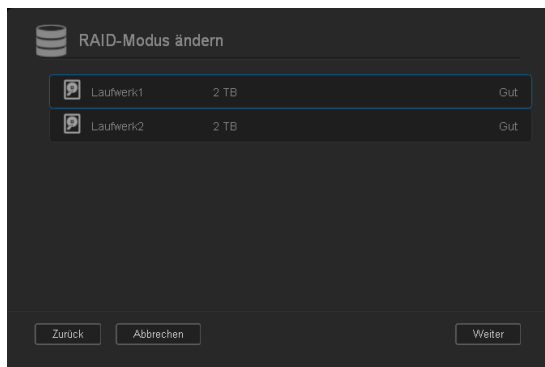 RAID-Modus ändern
Laufwerk1 2 TB Gut
Laufwerk2 2 TB Gut
Zurück Abbrechen Weiter